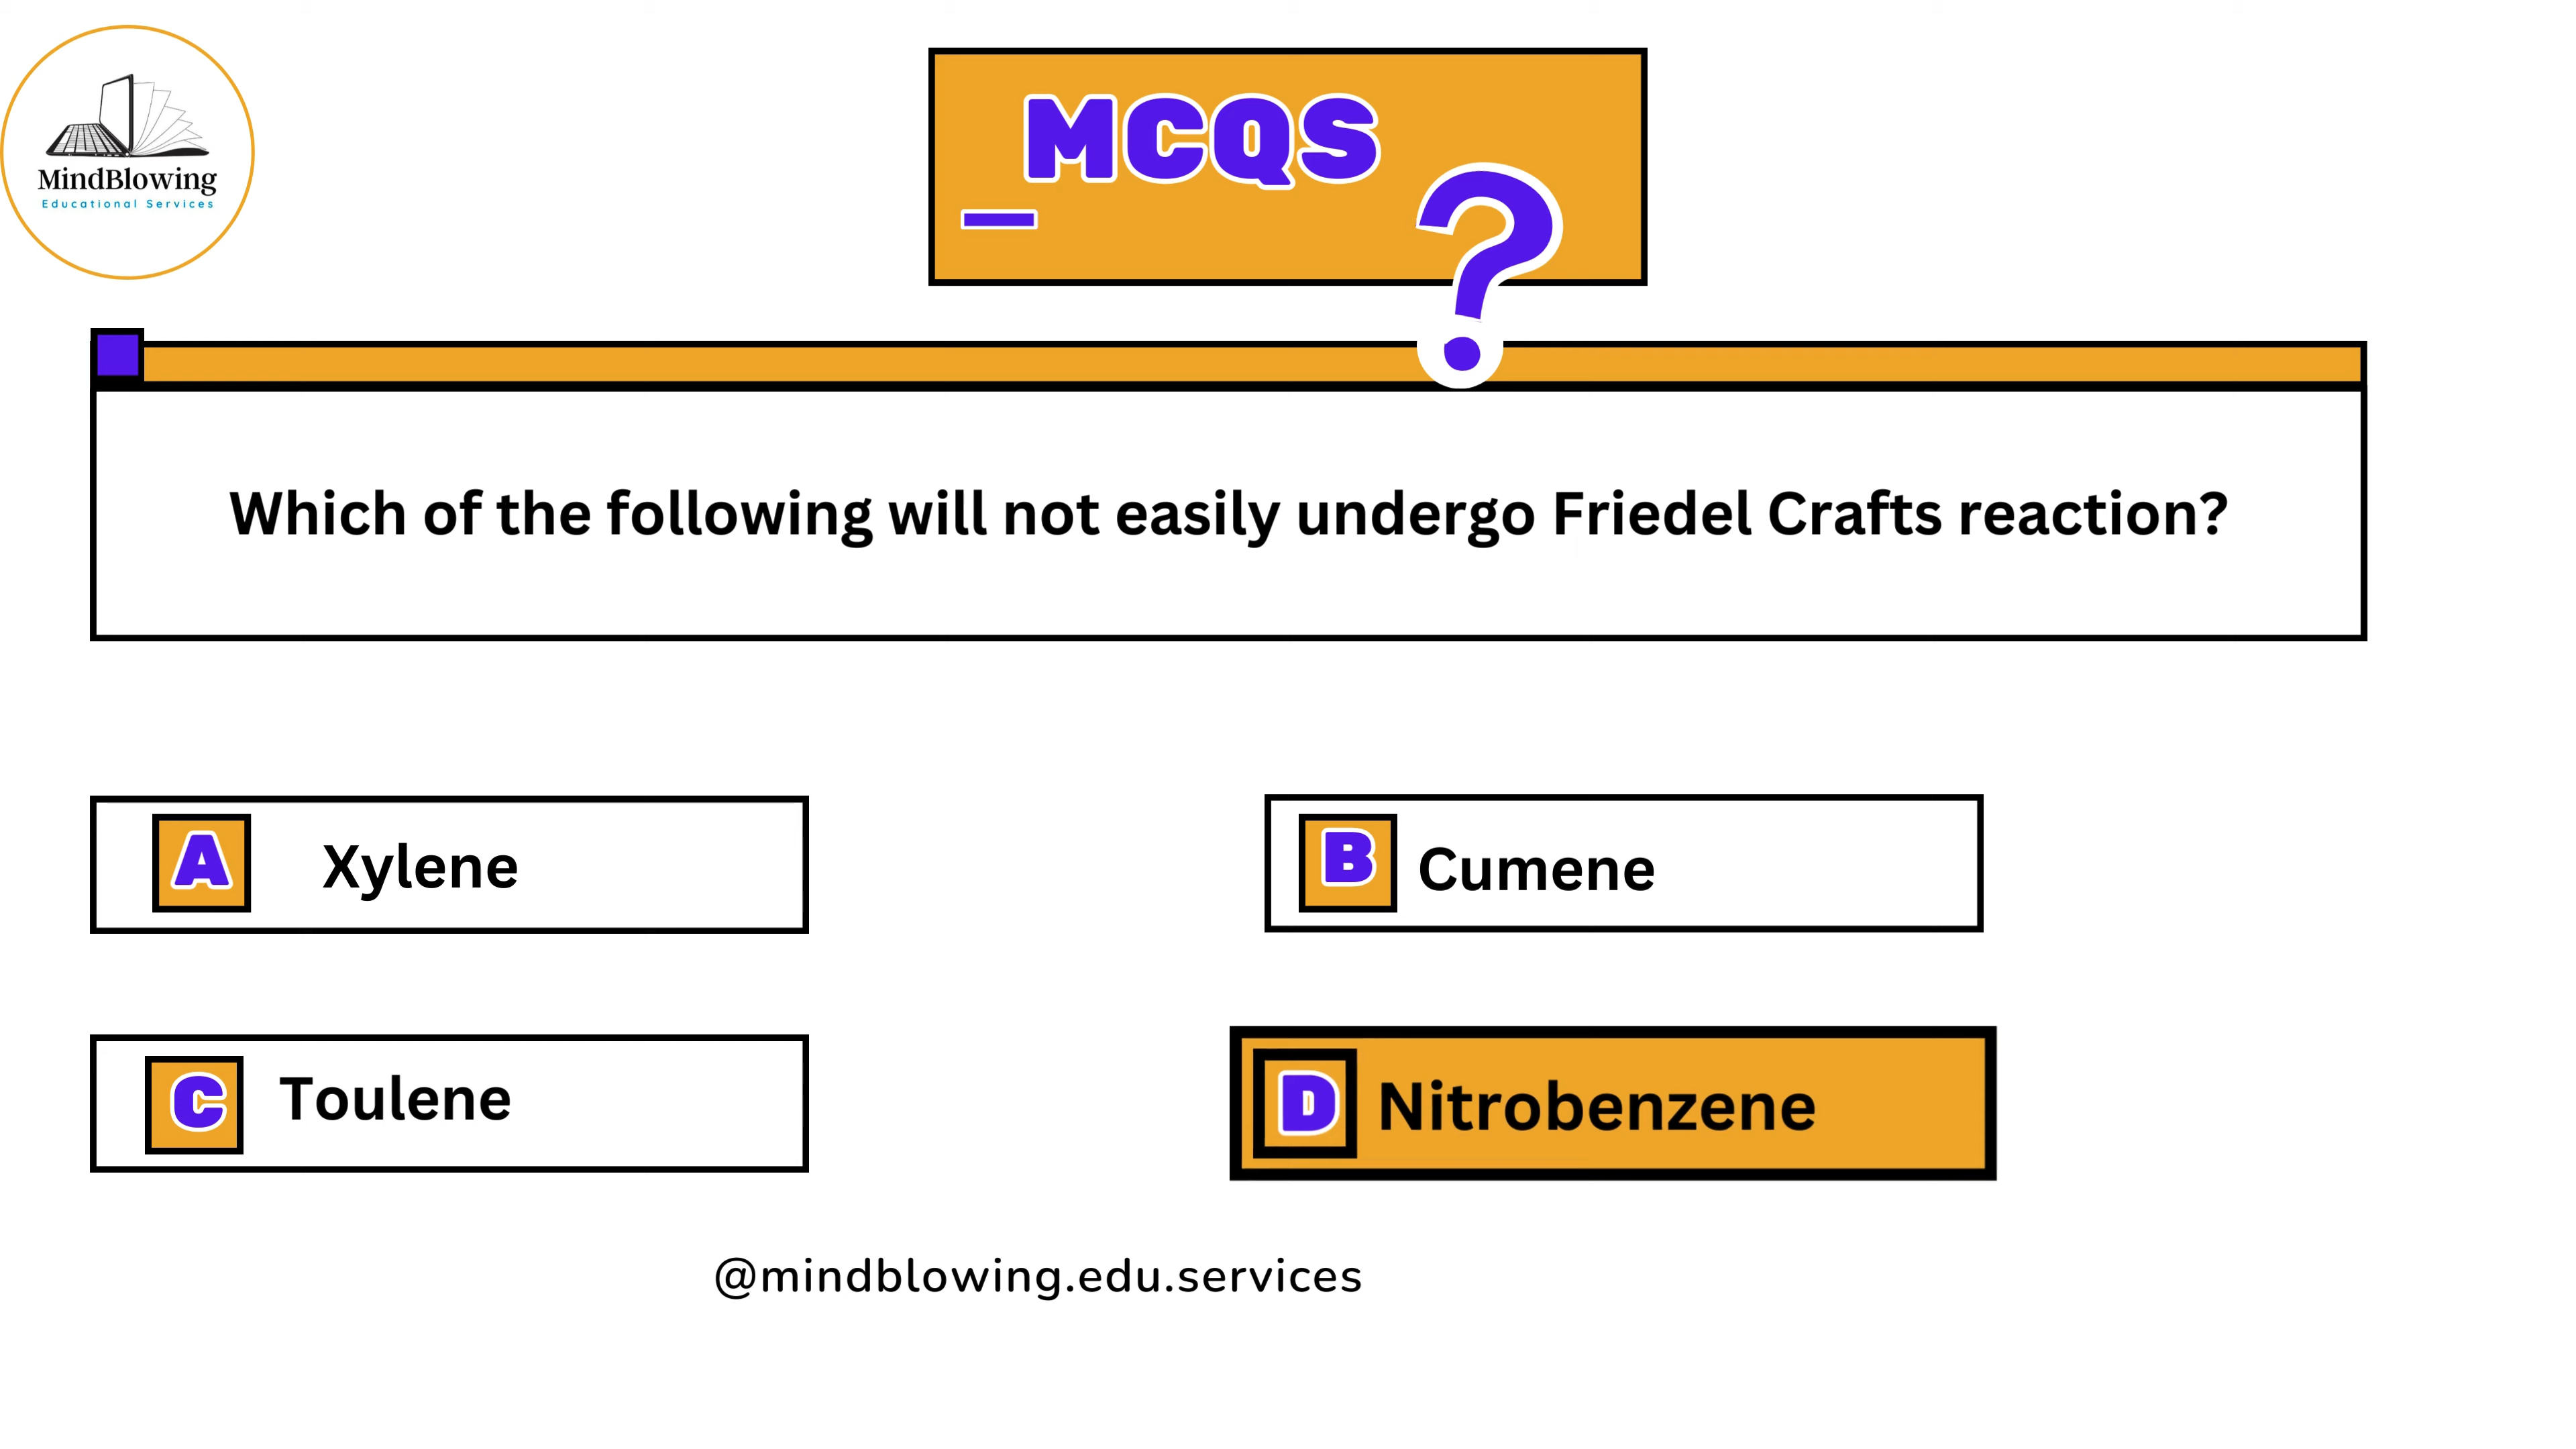 MindBlowing
Educational Services
MCQS
_
?
Which of the following will not easily undergo Friedel Crafts reaction?
A Xylene
B Cumene
C Toulene
D Nitrobenzene
@mindblowing.edu.services